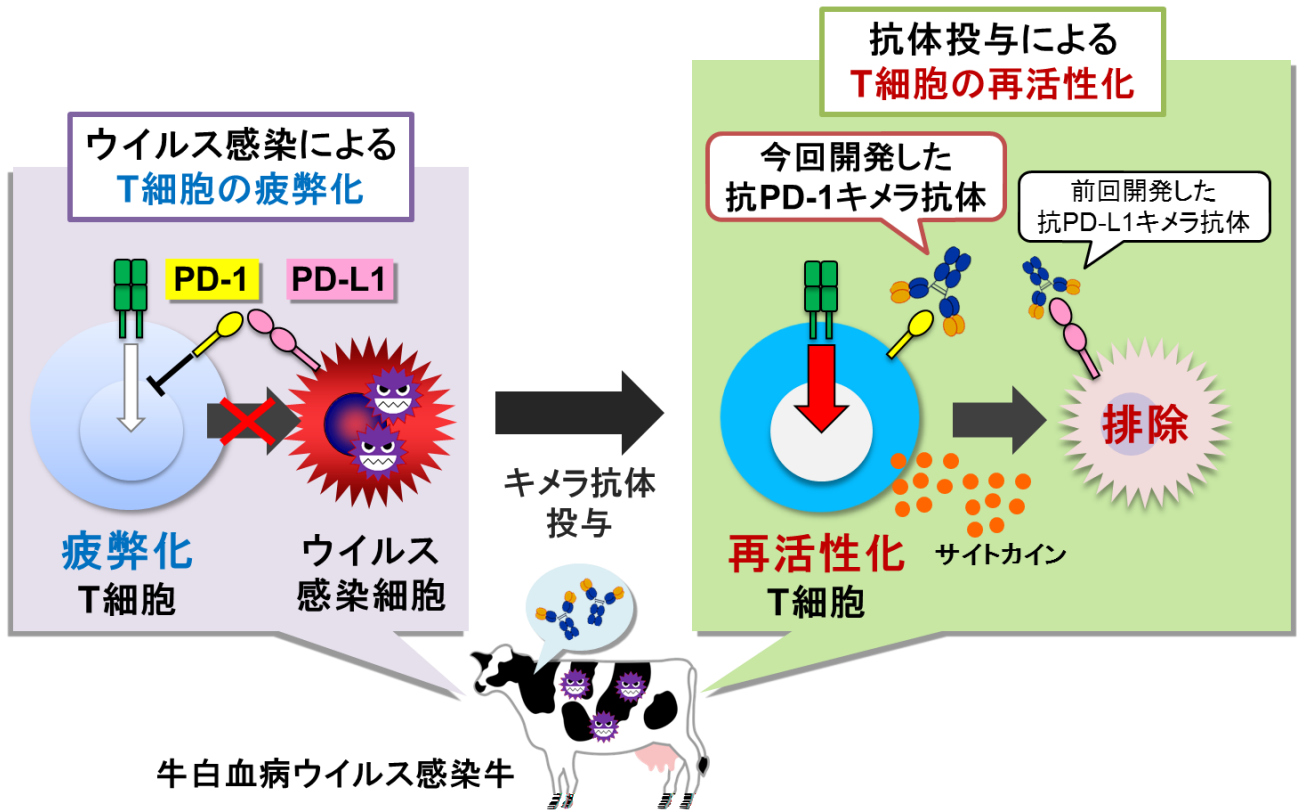 ウイルス感染による
T細胞の疲弊化
PD-1
PD-L1
疲弊化
T細胞
ウイルス
感染細胞
キメラ抗体
投与
抗体投与による
T細胞の再活性化
今回開発した
抗PD-1キメラ抗体
前回開発した
抗PD-L1キメラ抗体
排除
再活性化
T細胞
サイトカイン
牛白血病ウイルス感染牛